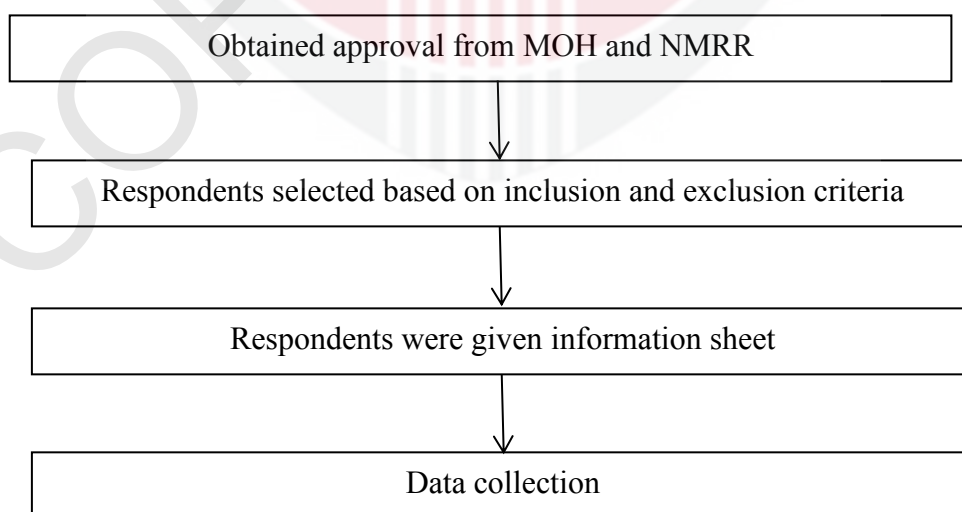 Obtained approval from MOH and NMRR
Respondents selected based on inclusion and exclusion criteria
Respondents were given information sheet
Data collection